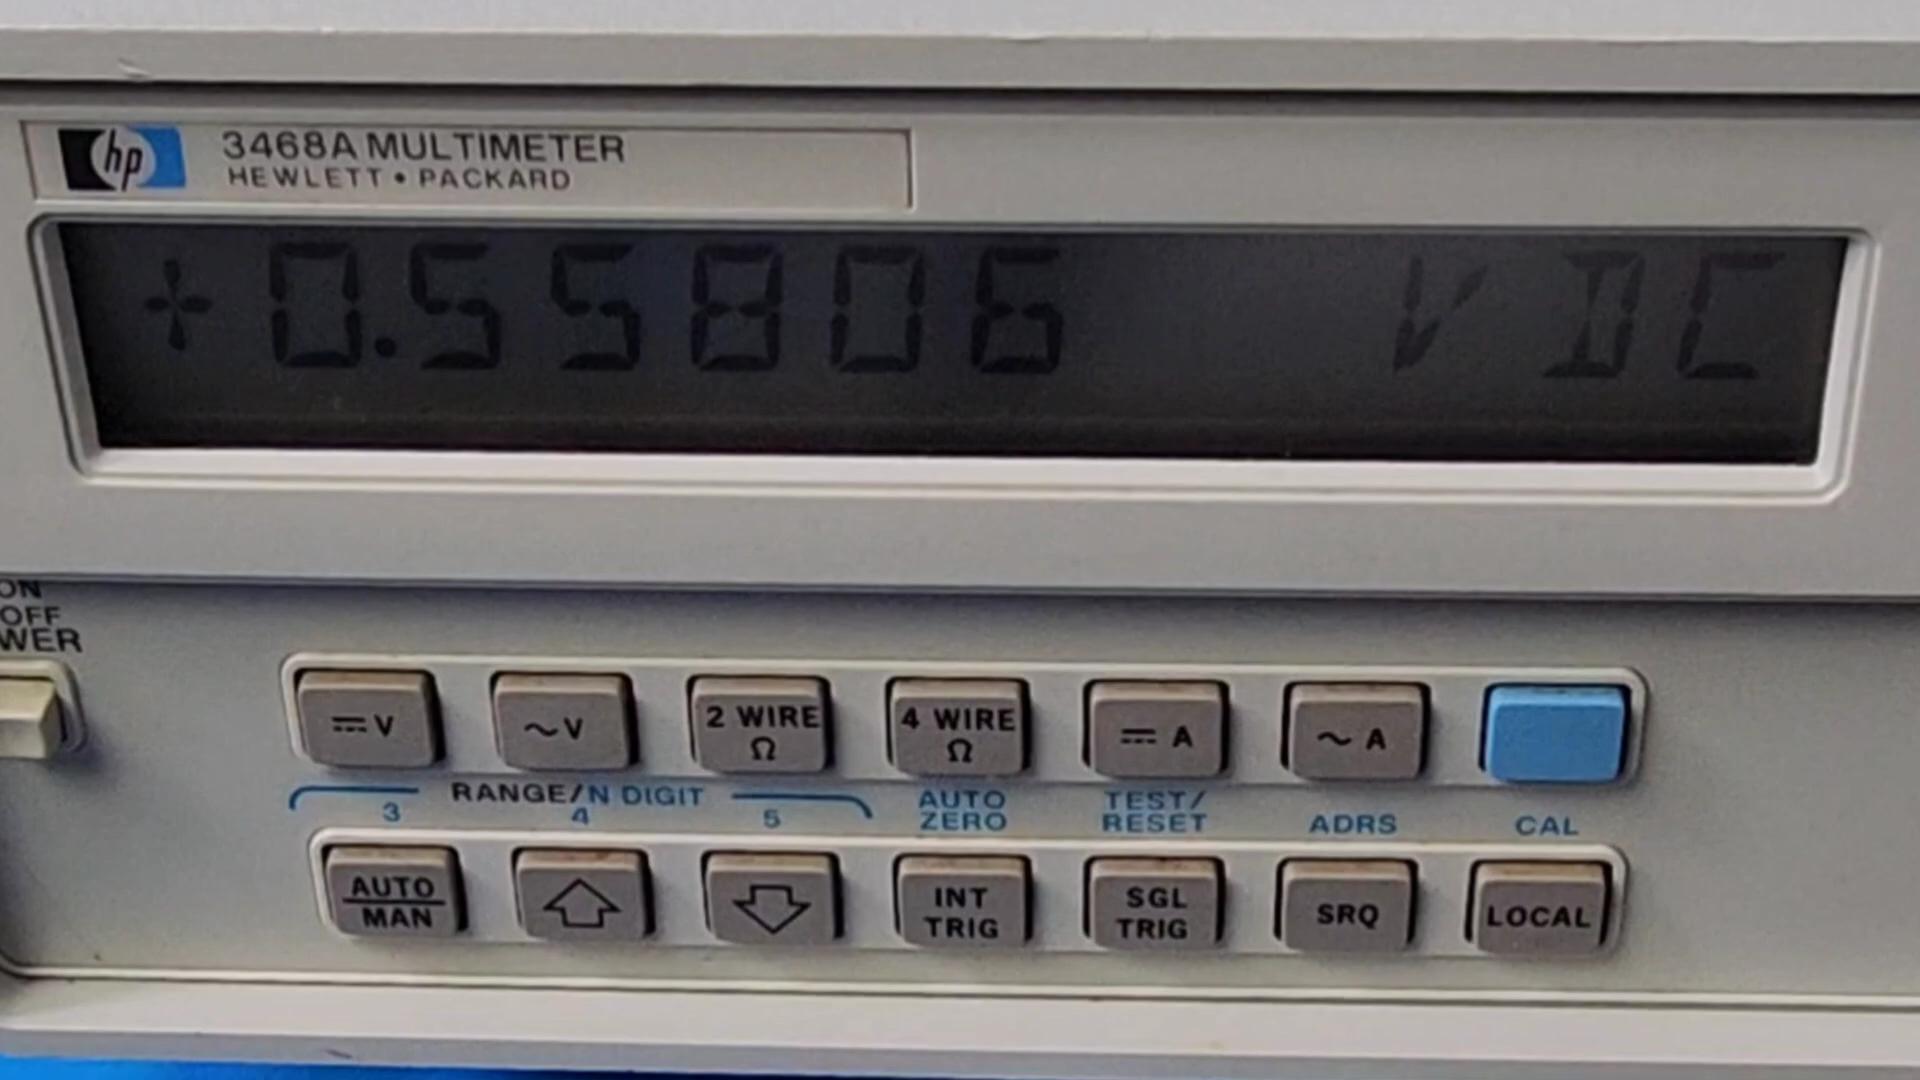 hp 3468A MULTIMETER
HEWLETT • PACKARD
+0.55806 V DC
ON
OFF
WER
⎓V ~V 2 WIRE Ω 4 WIRE Ω ⎓ A ~ A
RANGE/N DIGIT
3 4 5 AUTO ZERO TEST/RESET ADRS CAL
AUTO
MAN
INT
TRIG
SGL
TRIG
SRQ
LOCAL